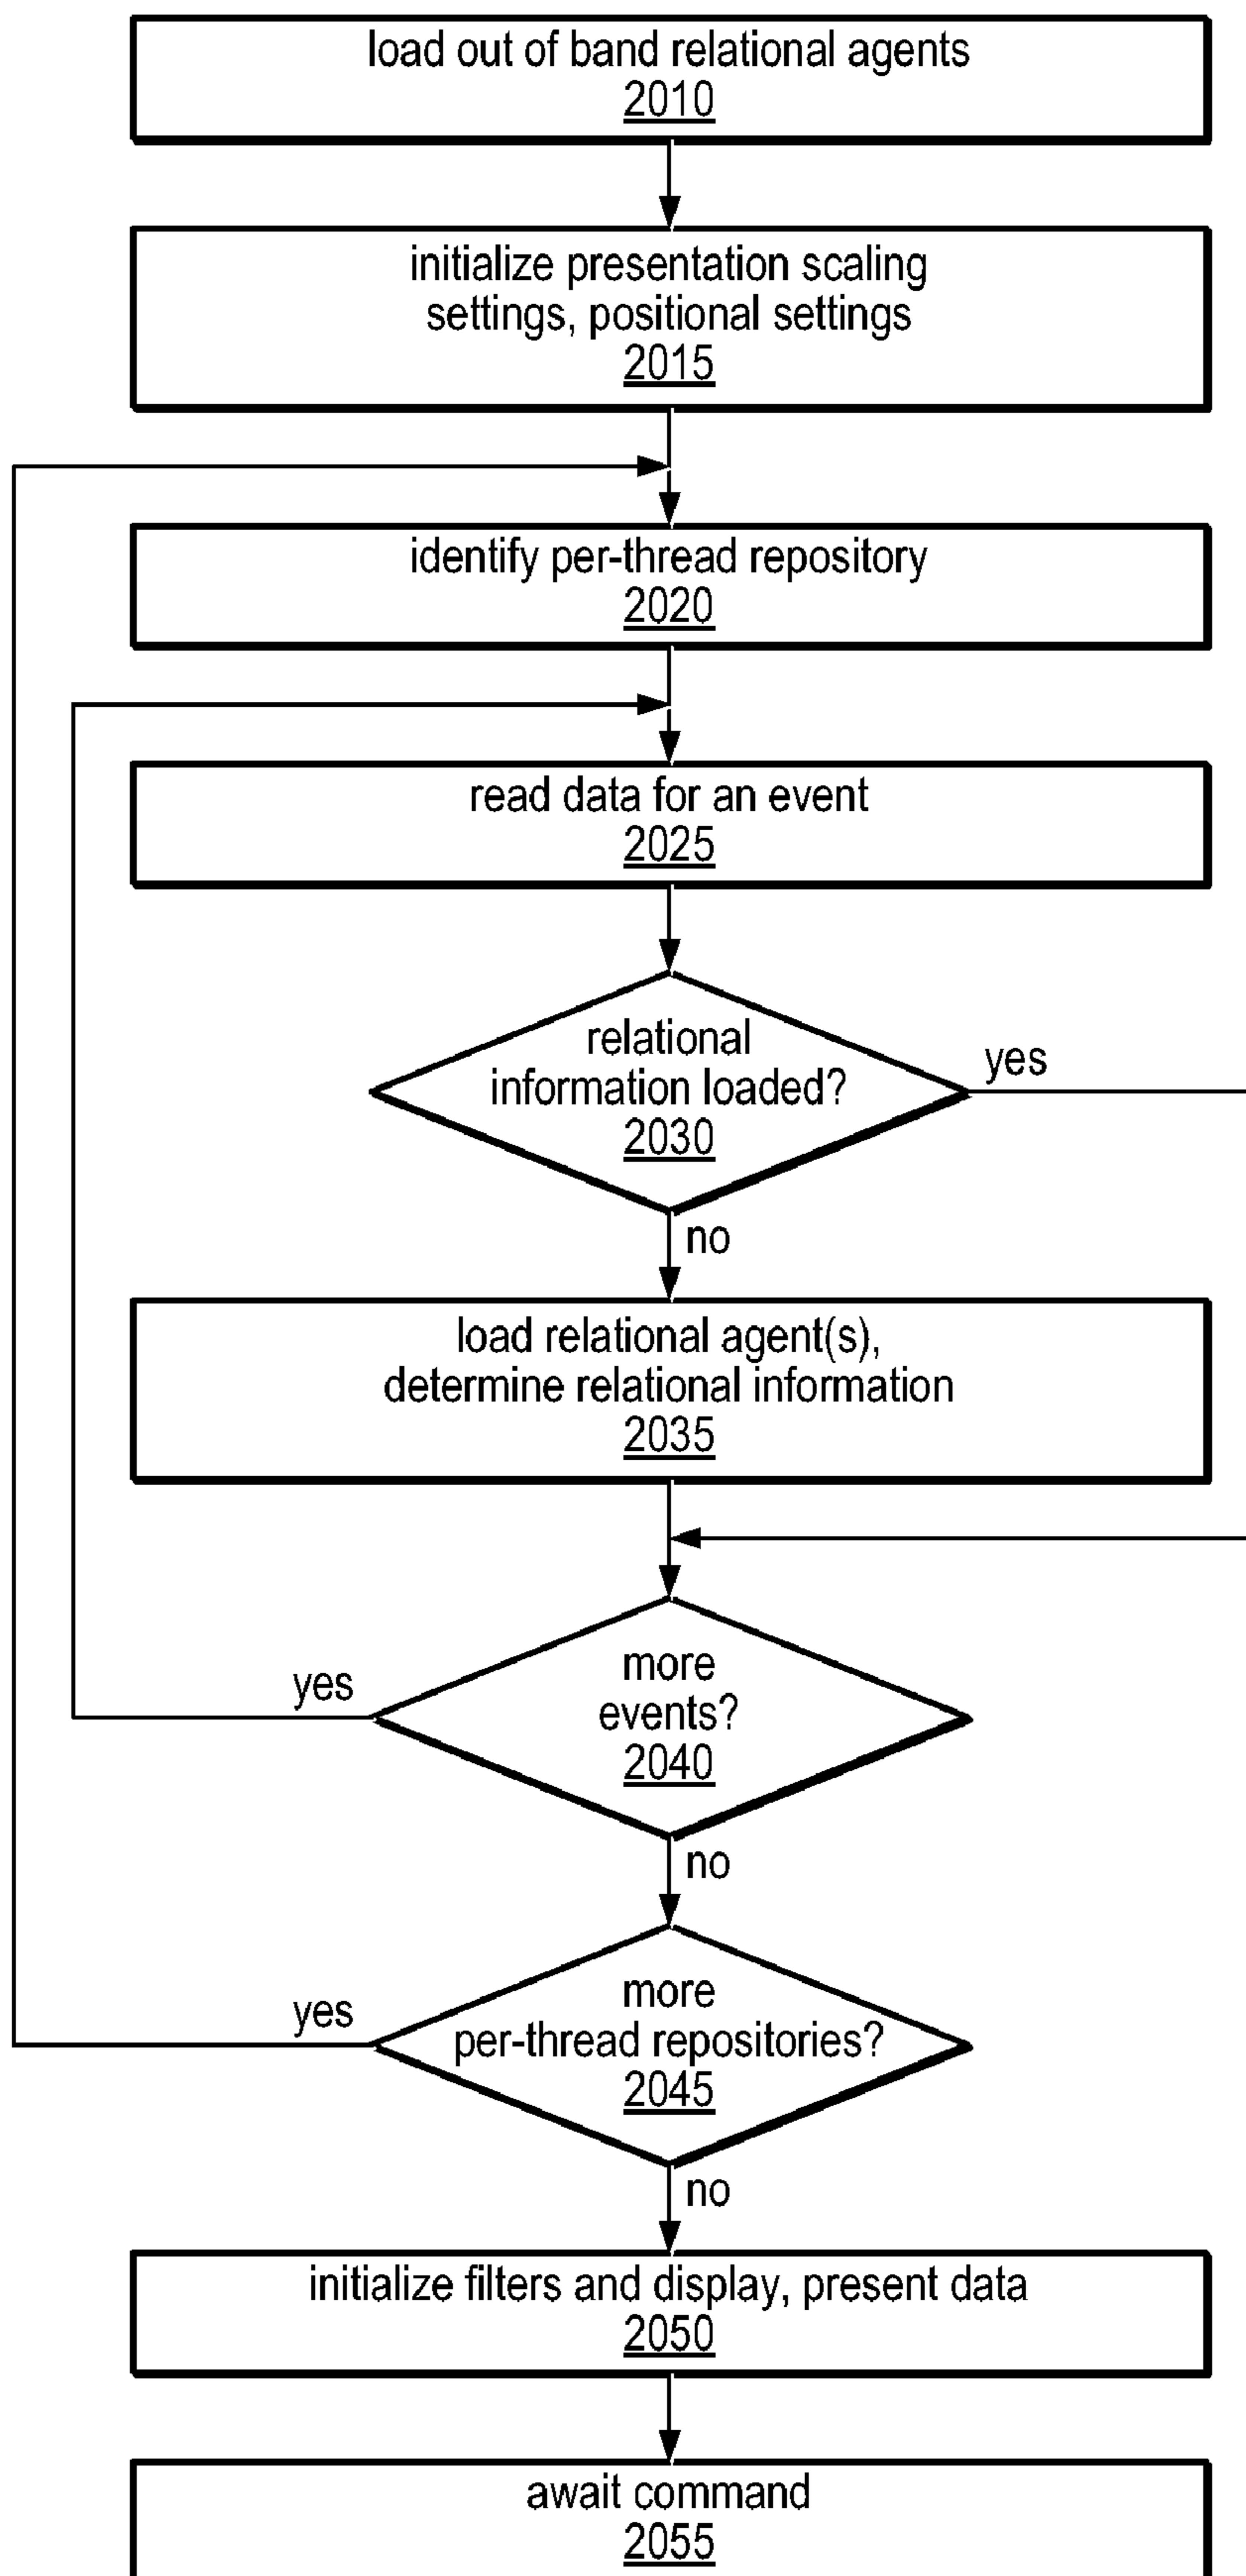 load out of band relational agents
2010
initialize presentation scaling
settings, positional settings
2015
identify per-thread repository
2020
read data for an event
2025
relational
information loaded?
2030
yes
no
load relational agent(s),
determine relational information
2035
more
events?
2040
yes
no
more
per-thread repositories?
2045
yes
no
initialize filters and display, present data
2050
await command
2055